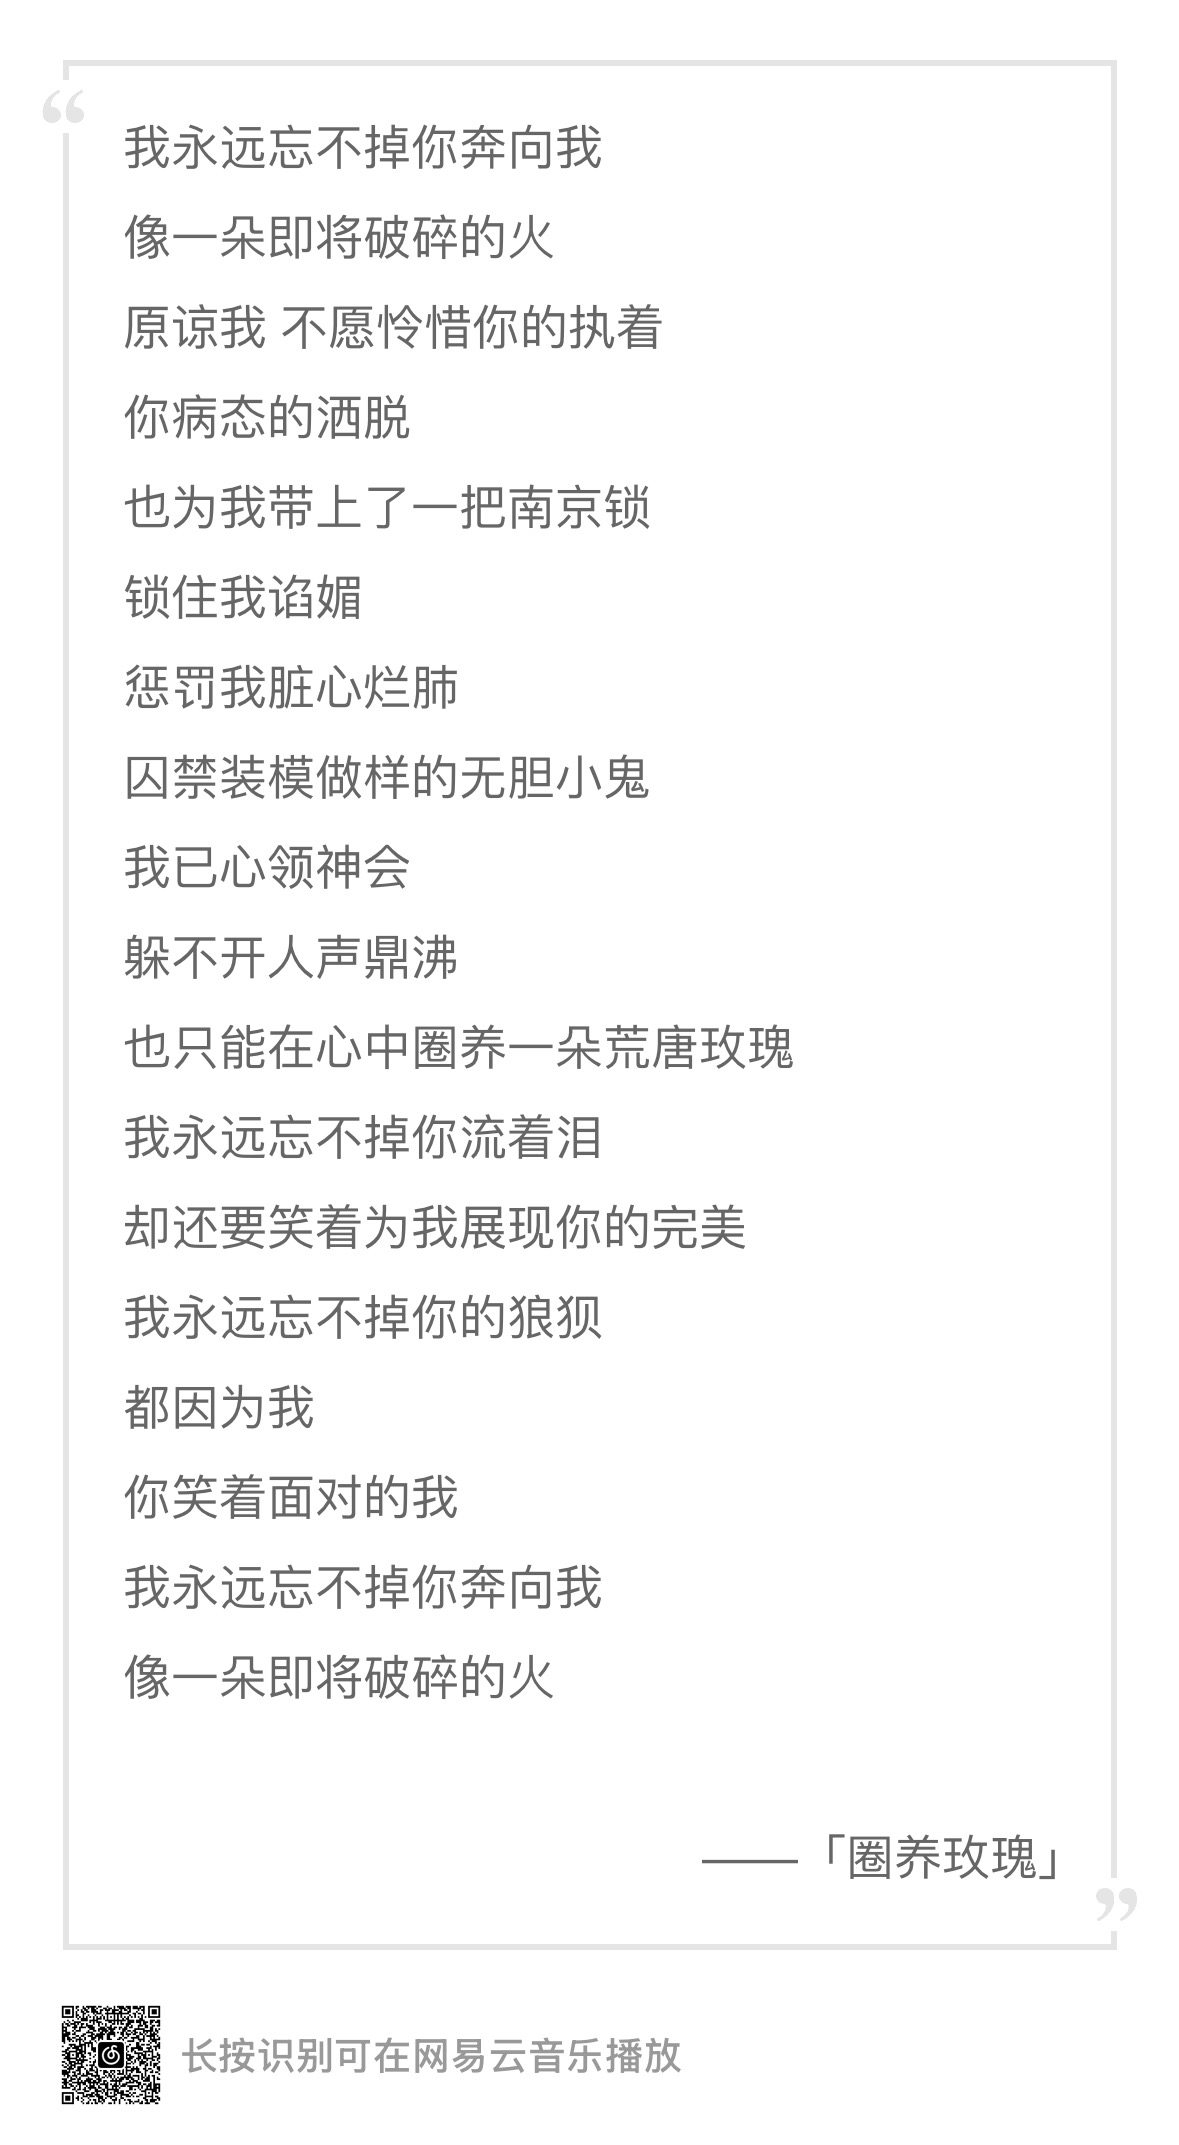 “
我永远忘不掉你奔向我
像一朵即将破碎的火
原谅我 不愿怜惜你的执着
你病态的洒脱
也为我带上了一把南京锁
锁住我谄媚
惩罚我脏心烂肺
囚禁装模做样的无胆小鬼
我已心领神会
躲不开人声鼎沸
也只能在心中圈养一朵荒唐玫瑰
我永远忘不掉你流着泪
却还要笑着为我展现你的完美
我永远忘不掉你的狼狈
都因为我
你笑着面对的我
我永远忘不掉你奔向我
像一朵即将破碎的火
——「圈养玫瑰」
”
长按识别可在网易云音乐播放